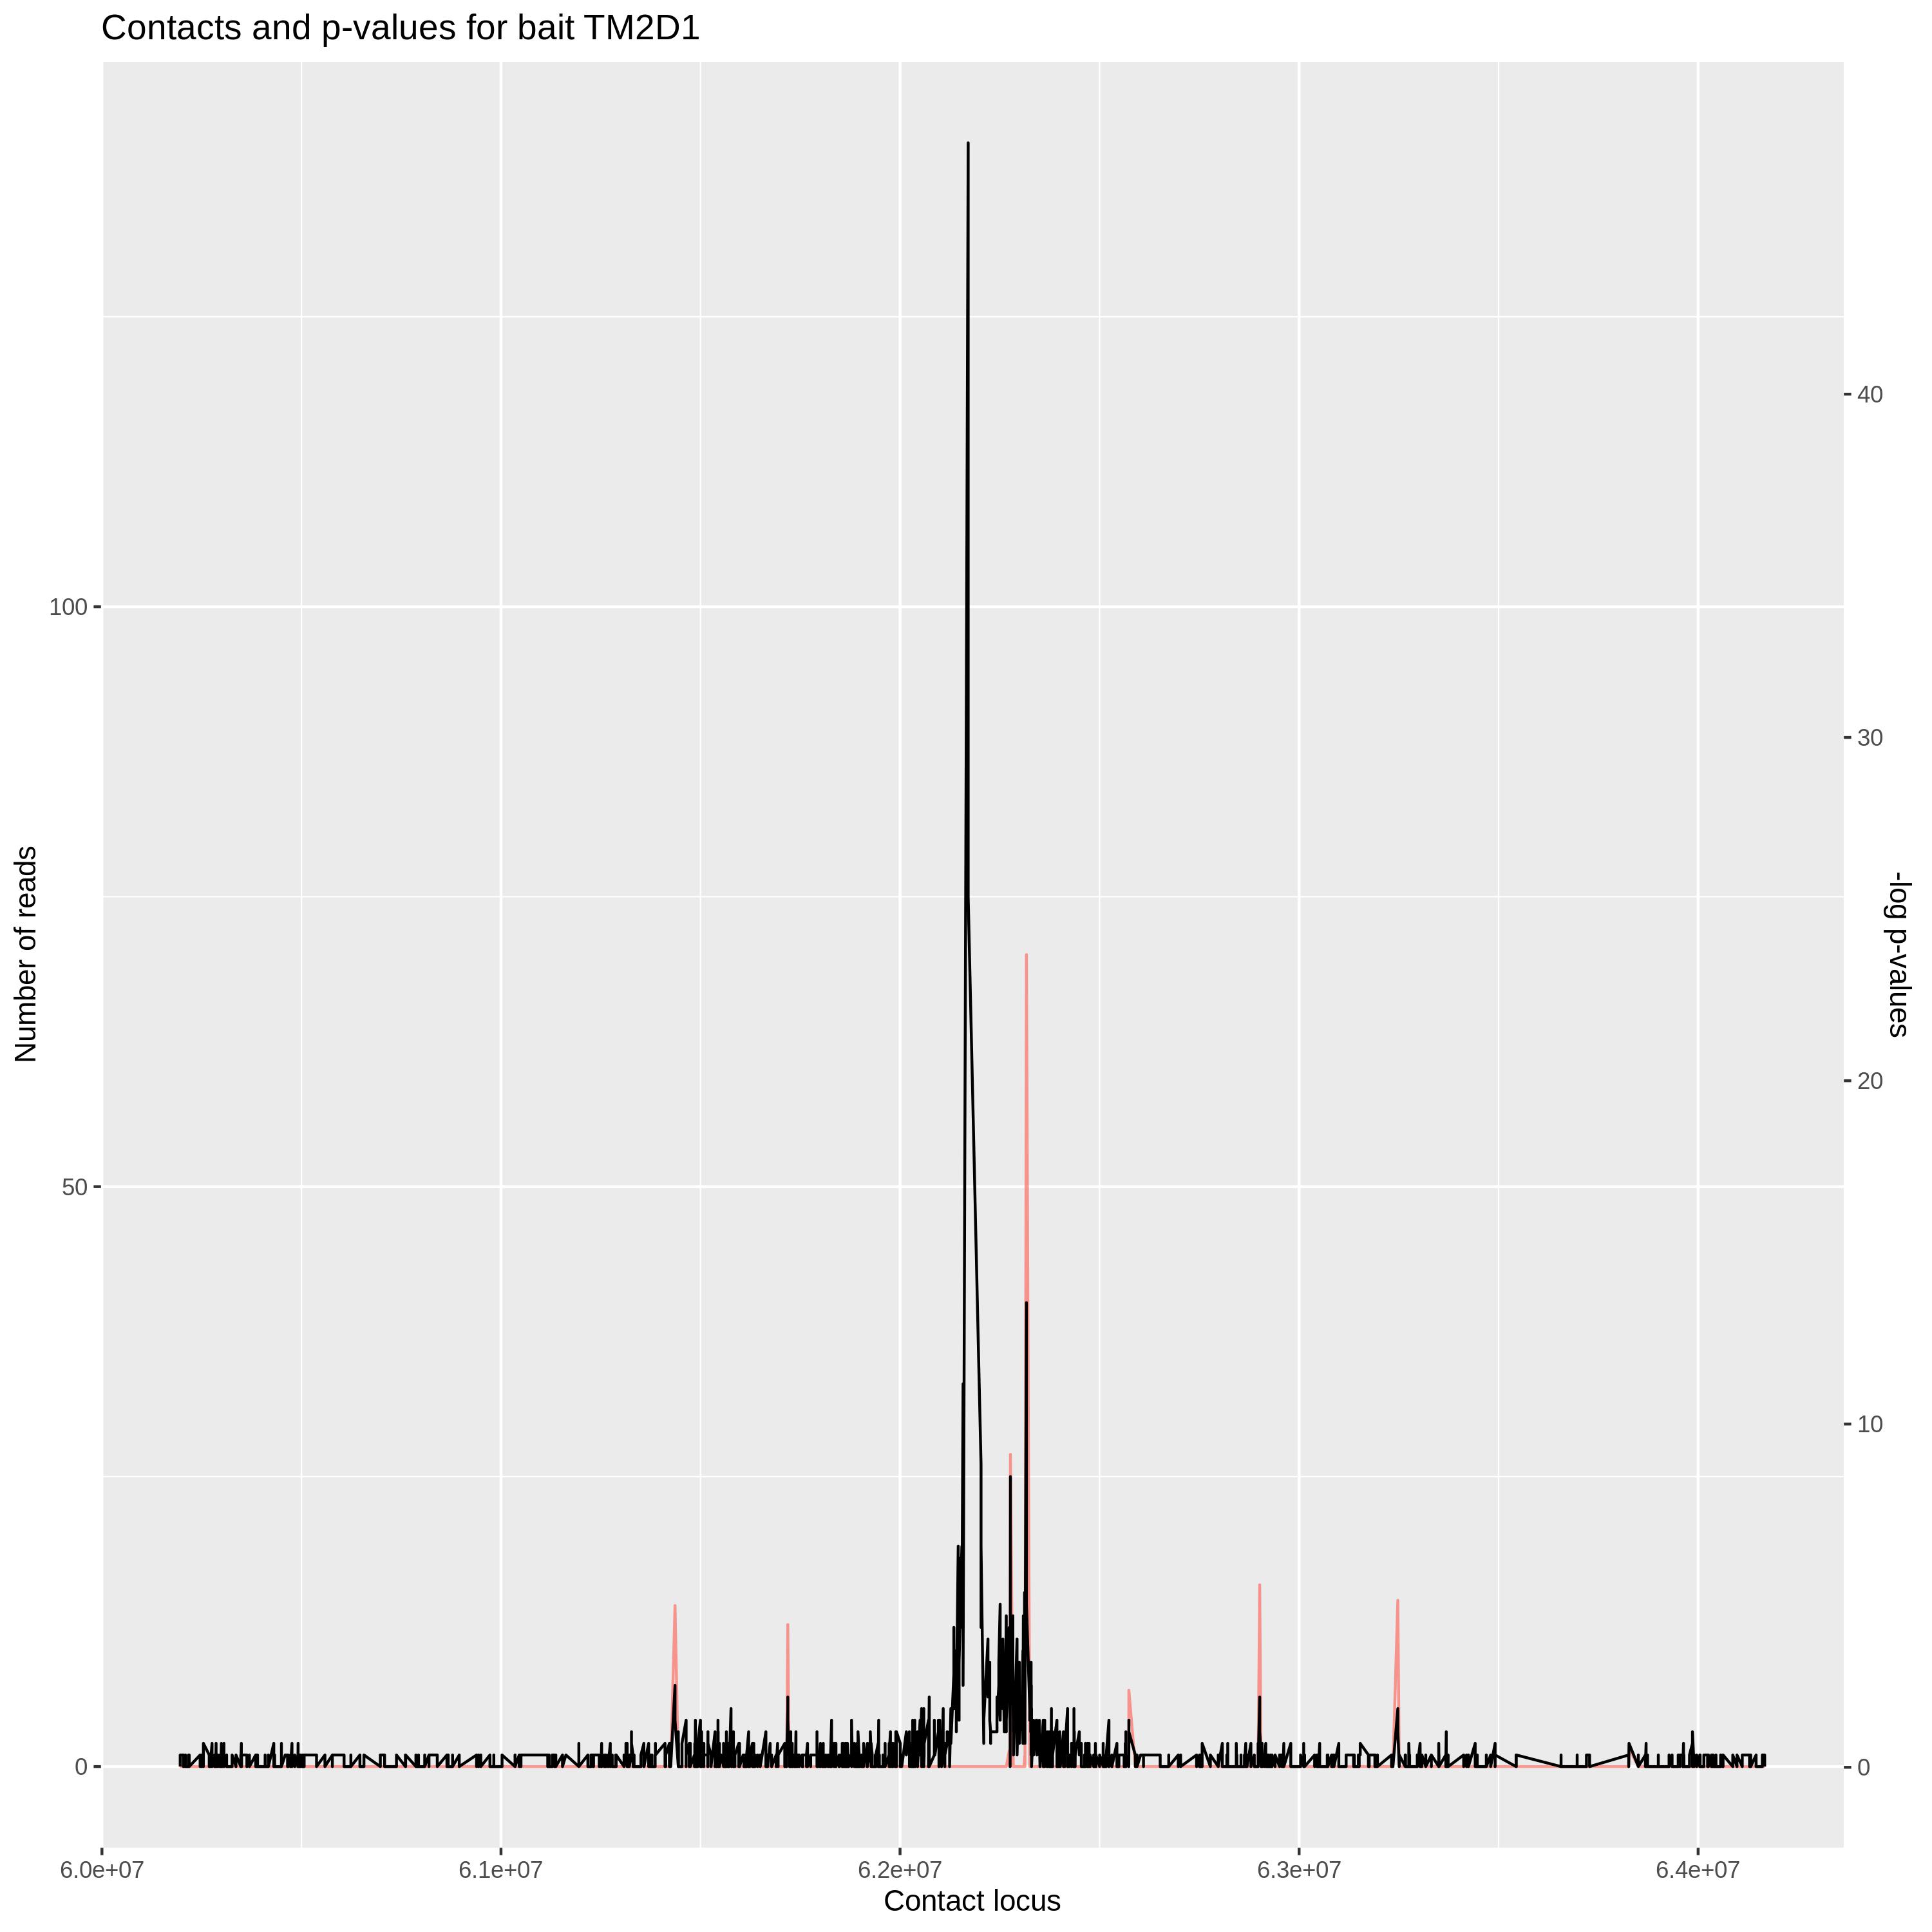 Contacts and p-values for bait TM2D1
100
50
0
Number of reads
40
30
20
10
0
-log p-values
6.0e+07
6.1e+07
6.2e+07
6.3e+07
6.4e+07
Contact locus